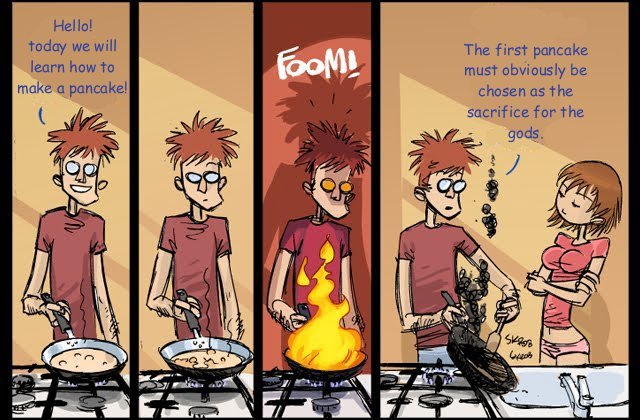 Hello!
today we will
learn how to
make a pancake!
FOOM!
The first pancake
must obviously be
chosen as the
sacrifice for the
gods.